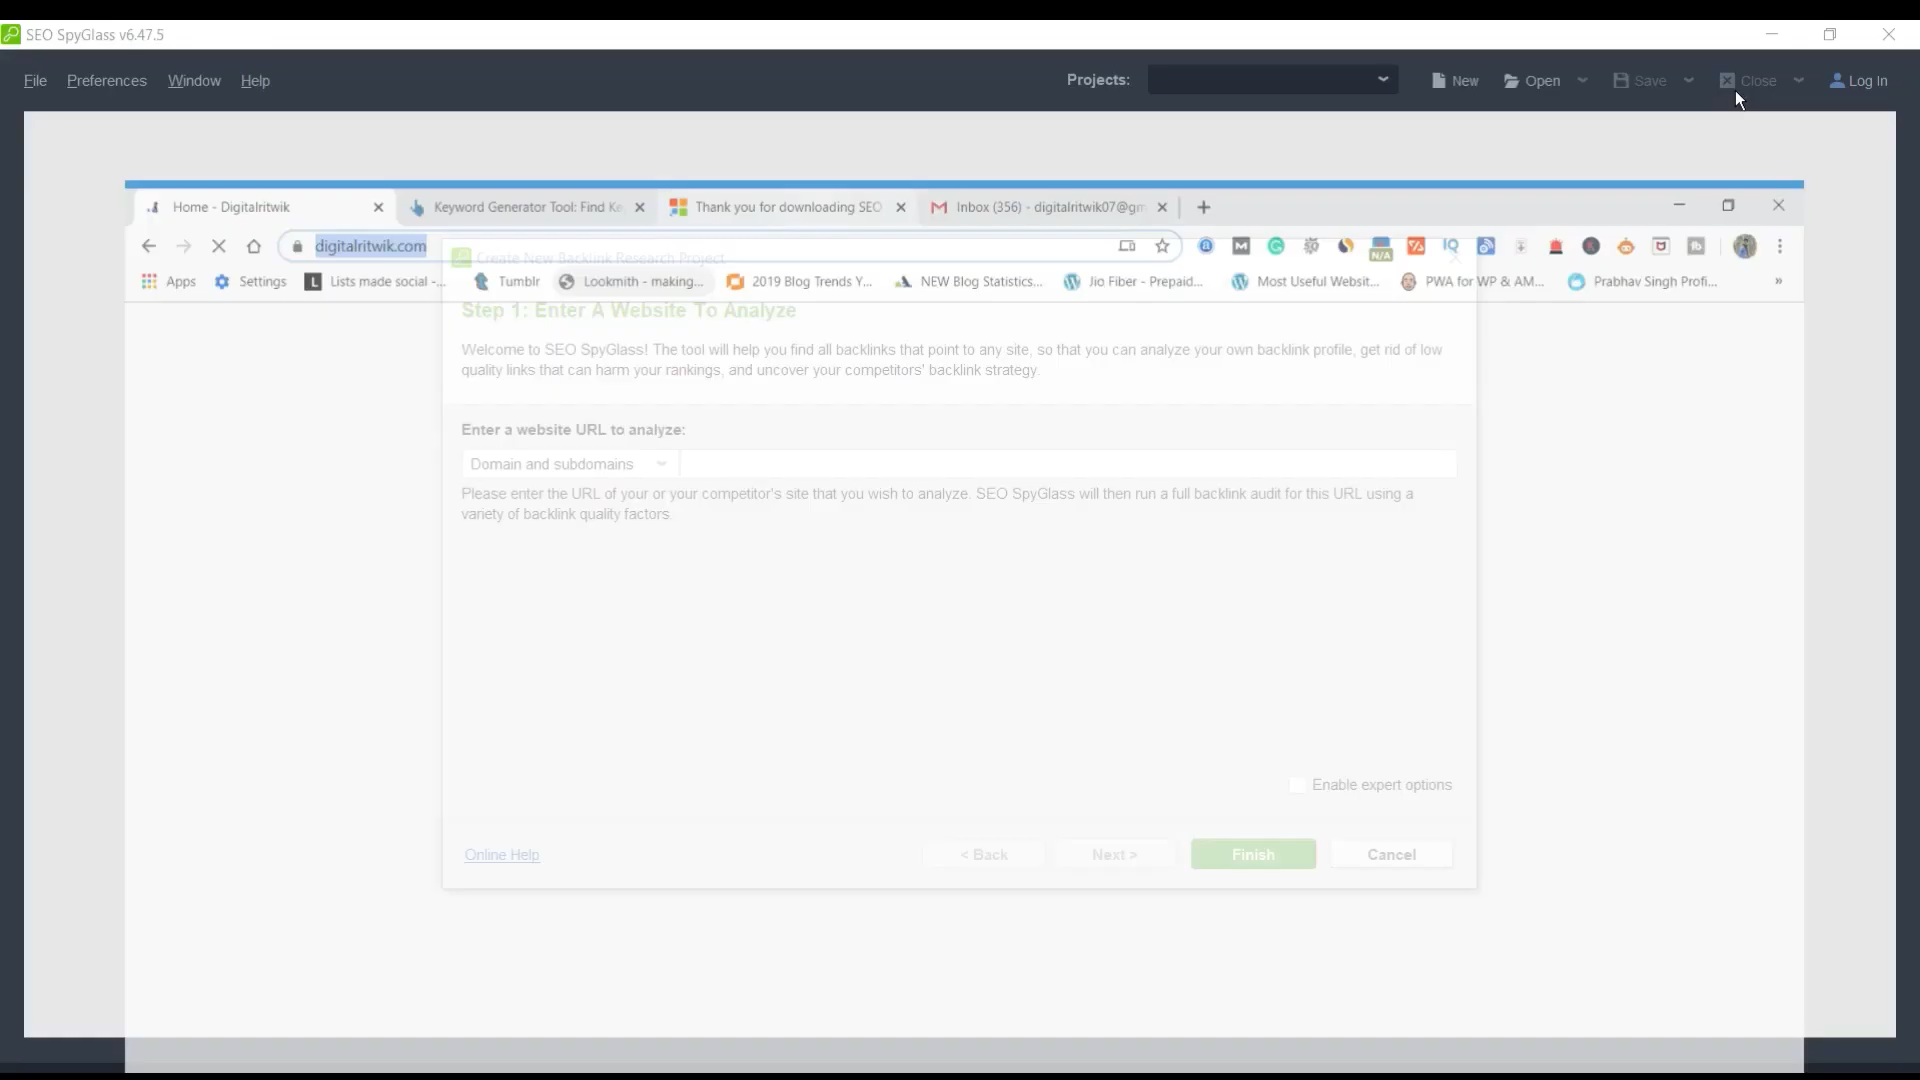 SEO SpyGlass v6.47.5
File Preferences Window Help Projects: New Open Save Close Log In
Home - Digitalritwik Keyword Generator Tool: Find Ke Thank you for downloading SEO Inbox (356) - digitalritwik07@gm
digitalritwik.com
N/A
Create New Backlink Research Project
Apps Settings Lists made social -... Tumblr Lookmith - making... 2019 Blog Trends Y... NEW Blog Statistics... Jio Fiber - Prepaid... Most Useful Websit... PWA for WP & AM... Prabhav Singh Profi... »
Step 1: Enter A Website To Analyze
Welcome to SEO SpyGlass! The tool will help you find all backlinks that point to any site, so that you can analyze your own backlink profile, get rid of low
quality links that can harm your rankings, and uncover your competitors' backlink strategy.
Enter a website URL to analyze:
Domain and subdomains
Please enter the URL of your or your competitor's site that you wish to analyze. SEO SpyGlass will then run a full backlink audit for this URL using a
variety of backlink quality factors.
Enable expert options
Online Help < Back Next > Finish Cancel